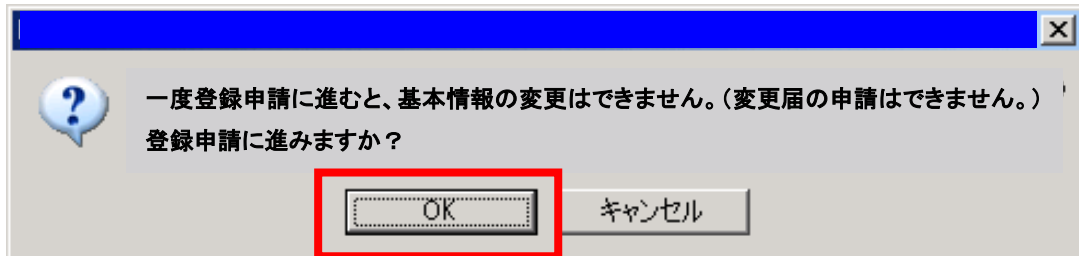 一度登録申請に進むと、基本情報の変更はできません。（変更届の申請はできません。）
登録申請に進みますか？
OK
キャンセル